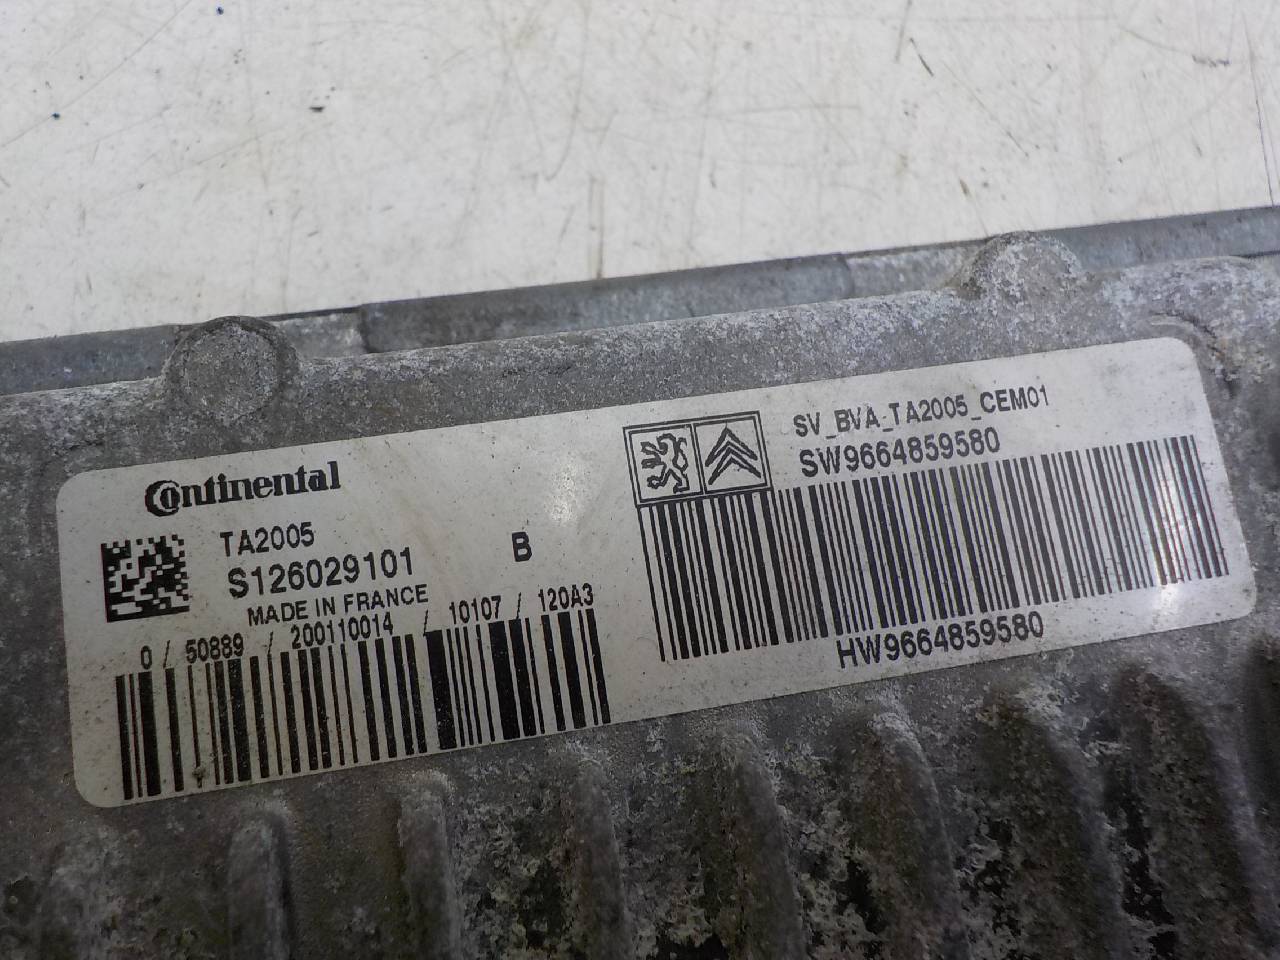 Continental
TA2005
S126029101
B
MADE IN FRANCE
0 / 50889 / 200110014 / 10107 / 120A3
SV_BVA_TA2005_CEM01
SW9664859580
HW9664859580